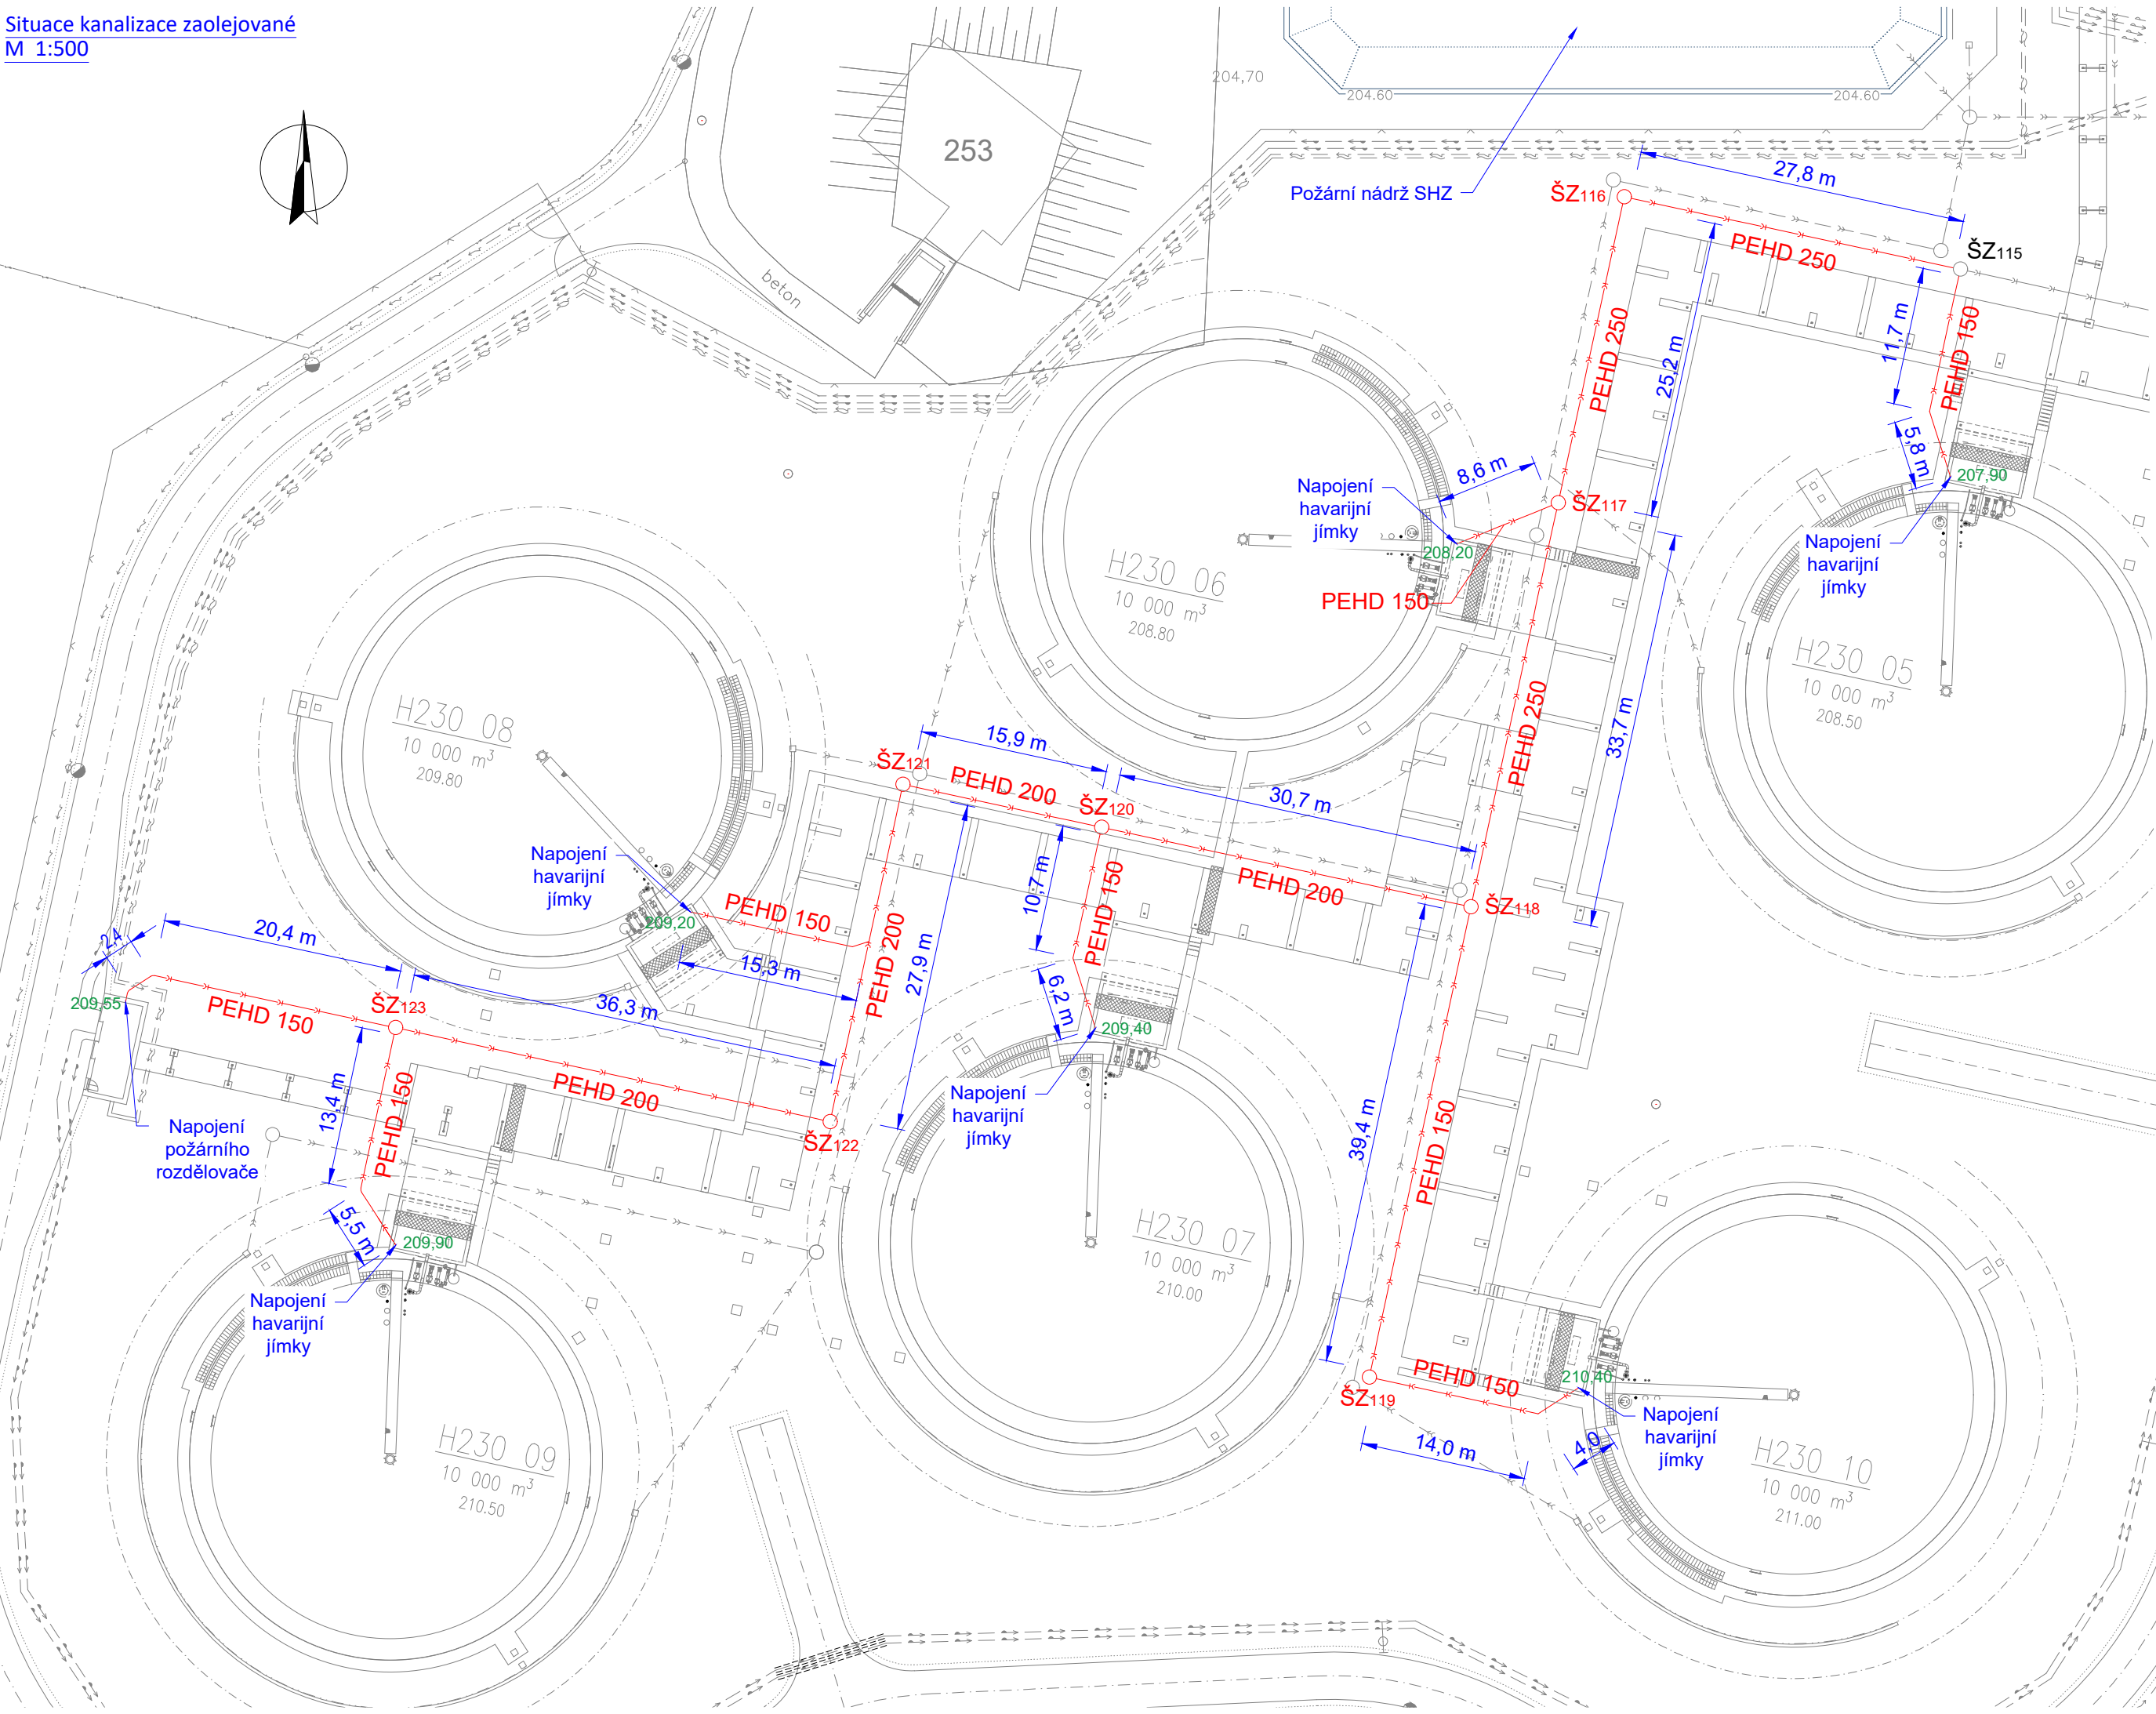 Situace kanalizace zaolejované
M 1:500
253
beton
204,70
204.60
204.60
Požární nádrž SHZ
27,8 m
ŠZ116
PEHD 250
ŠZ115
11,7 m
PEHD 150
PEHD 250
25,2 m
5,8 m
207,90
Napojení
havarijní
jímky
8,6 m
Napojení
havarijní
jímky
ŠZ117
208,20
PEHD 150
H230 06
10 000 m³
208.80
H230 05
10 000 m³
208.50
33,7 m
PEHD 250
H230 08
10 000 m³
209.80
15,9 m
ŠZ121
PEHD 200
ŠZ120
30,7 m
Napojení
havarijní
jímky
209,20
PEHD 150
15,3 m
PEHD 200
27,9 m
10,7 m
PEHD 150
PEHD 200
ŠZ118
6,2 m
209,40
Napojení
havarijní
jímky
2,4
20,4 m
209,55
PEHD 150
ŠZ123
36,3 m
PEHD 200
ŠZ122
13,4 m
PEHD 150
Napojení
požárního
rozdělovače
5,5 m
209,90
Napojení
havarijní
jímky
39,4 m
PEHD 150
H230 07
10 000 m³
210.00
ŠZ119
PEHD 150
210,40
14,0 m
4,0
Napojení
havarijní
jímky
H230 09
10 000 m³
210.50
H230 10
10 000 m³
211.00